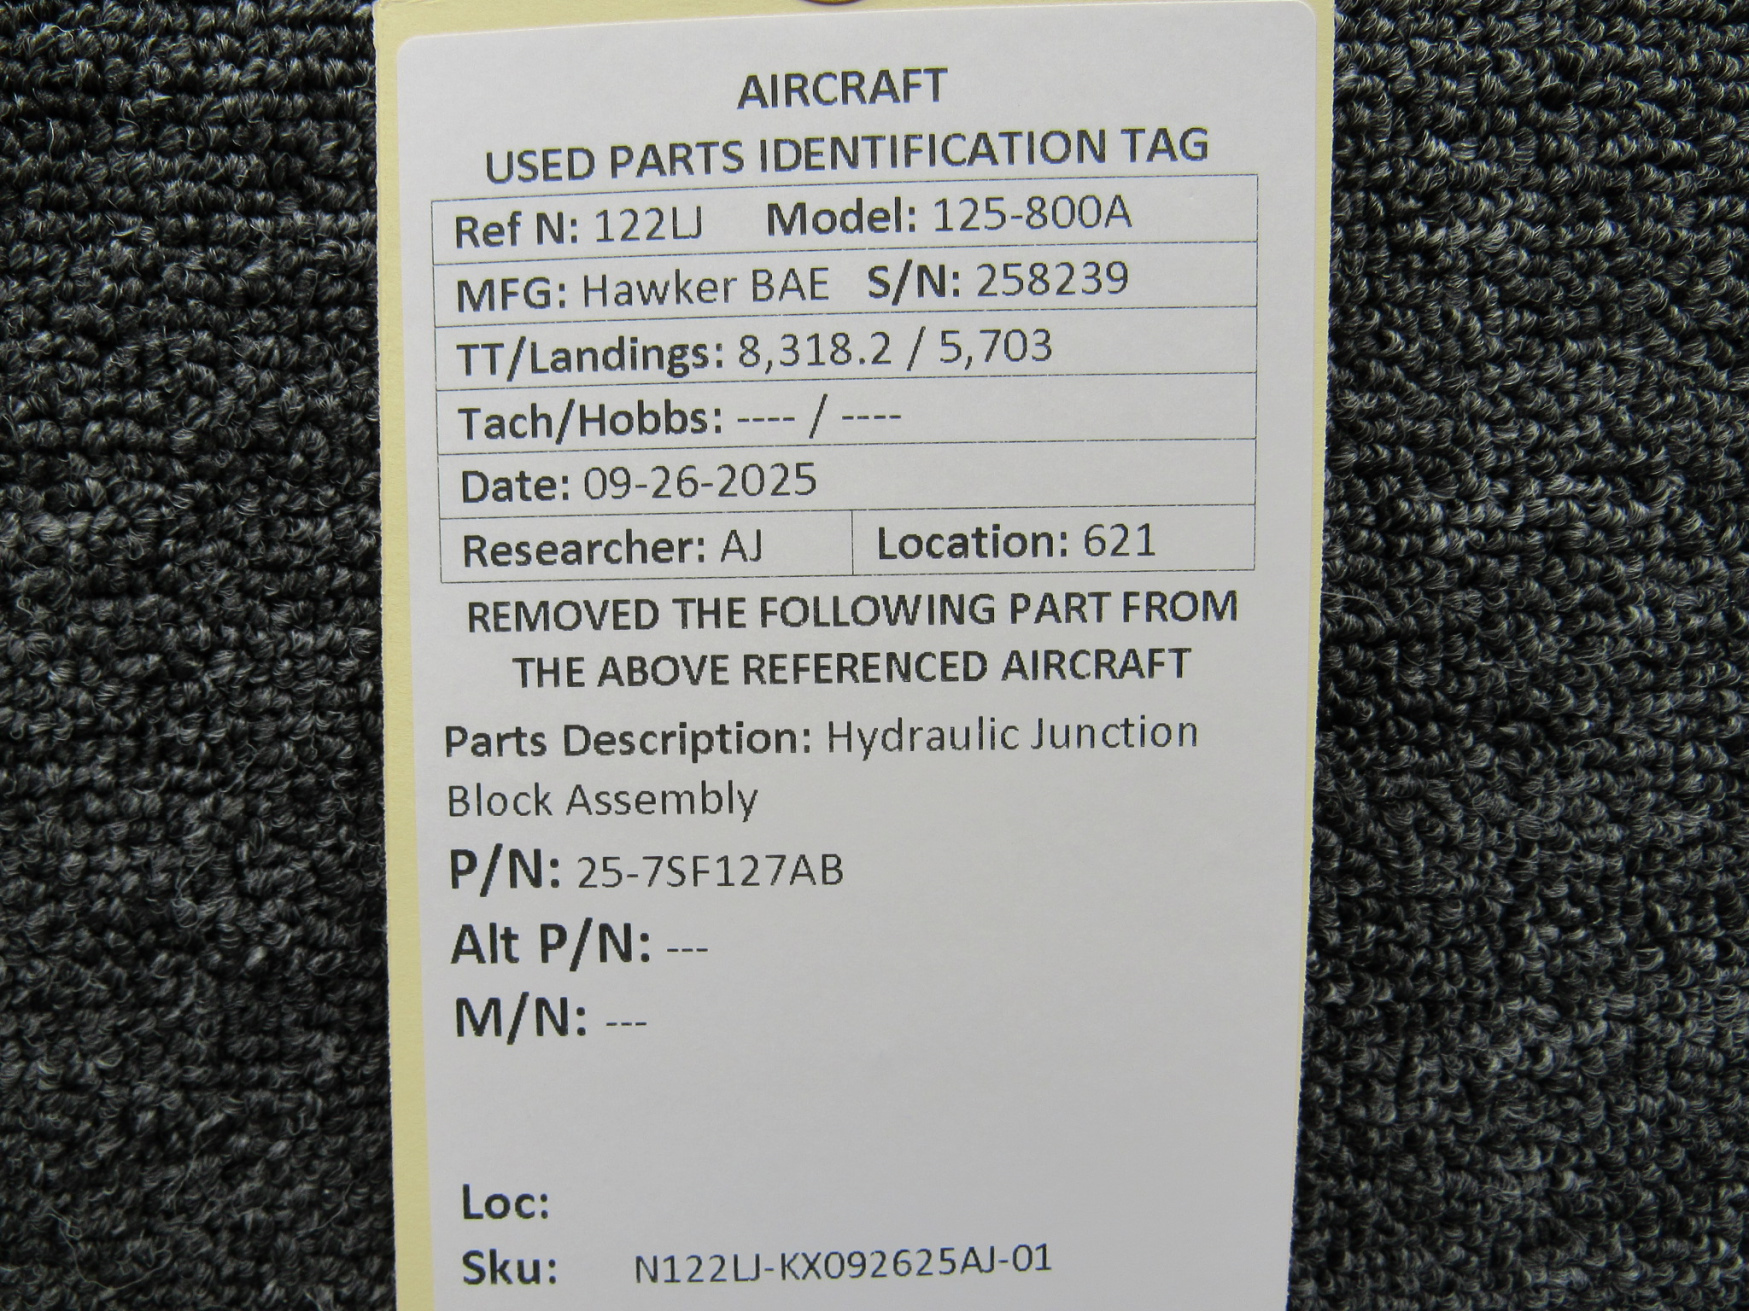 AIRCRAFT
USED PARTS IDENTIFICATION TAG
Ref N: 122LJ Model: 125-800A
MFG: Hawker BAE S/N: 258239
TT/Landings: 8,318.2 / 5,703
Tach/Hobbs: ---- / ----
Date: 09-26-2025
Researcher: AJ Location: 621
REMOVED THE FOLLOWING PART FROM
THE ABOVE REFERENCED AIRCRAFT
Parts Description: Hydraulic Junction
Block Assembly
P/N: 25-7SF127AB
Alt P/N: ---
M/N: ---
Loc:
Sku: N122LJ-KX092625AJ-01